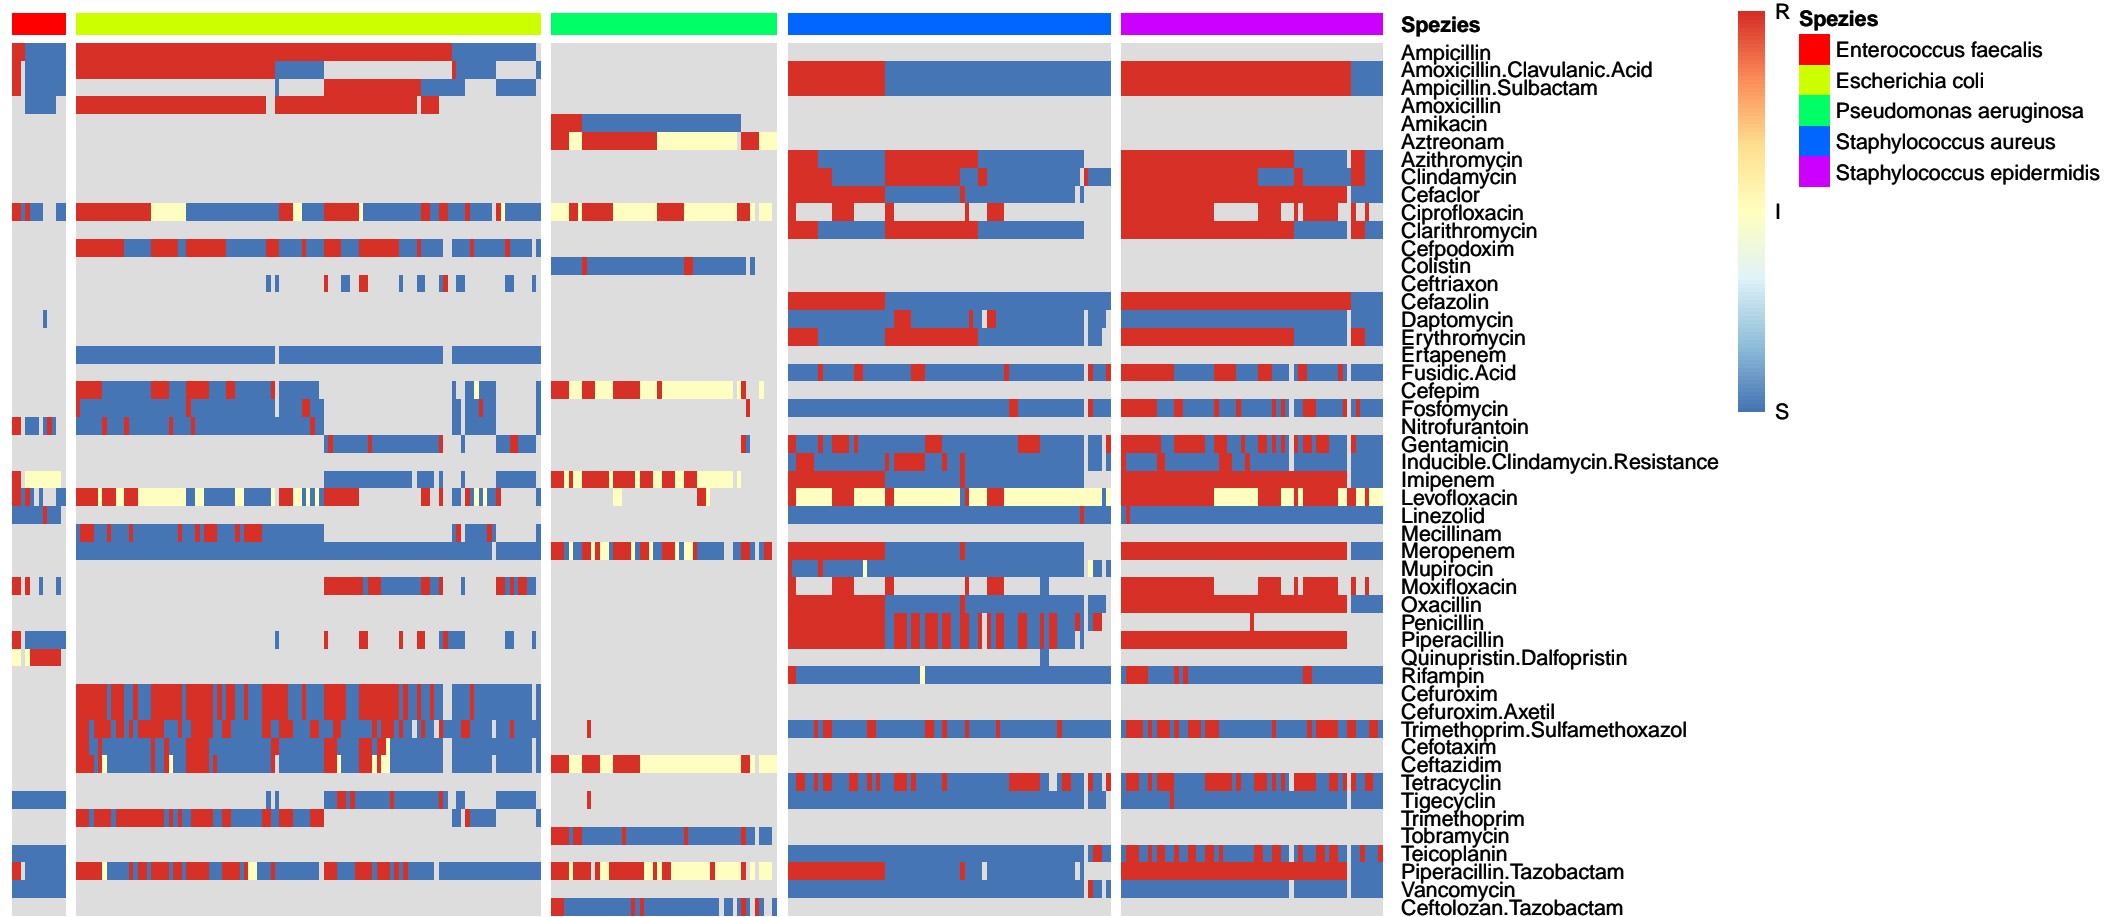 Spezies
Ampicillin
Amoxicillin.Clavulanic.Acid
Ampicillin.Sulbactam
Amoxicillin
Amikacin
Aztreonam
Azithromycin
Clindamycin
Cefaclor
Ciprofloxacin
Clarithromycin
Cefpodoxim
Colistin
Ceftriaxon
Cefazolin
Daptomycin
Erythromycin
Ertapenem
Fusidic.Acid
Cefepim
Fosfomycin
Nitrofurantoin
Gentamicin
Inducible.Clindamycin.Resistance
Imipenem
Levofloxacin
Linezolid
Mecillinam
Meropenem
Mupirocin
Moxifloxacin
Oxacillin
Penicillin
Piperacillin
Quinupristin.Dalfopristin
Rifampin
Cefuroxim
Cefuroxim.Axetil
Trimethoprim.Sulfamethoxazol
Cefotaxim
Ceftazidim
Tetracyclin
Tigecyclin
Trimethoprim
Tobramycin
Teicoplanin
Piperacillin.Tazobactam
Vancomycin
Ceftolozan.Tazobactam
R
I
S
Spezies
Enterococcus faecalis
Escherichia coli
Pseudomonas aeruginosa
Staphylococcus aureus
Staphylococcus epidermidis